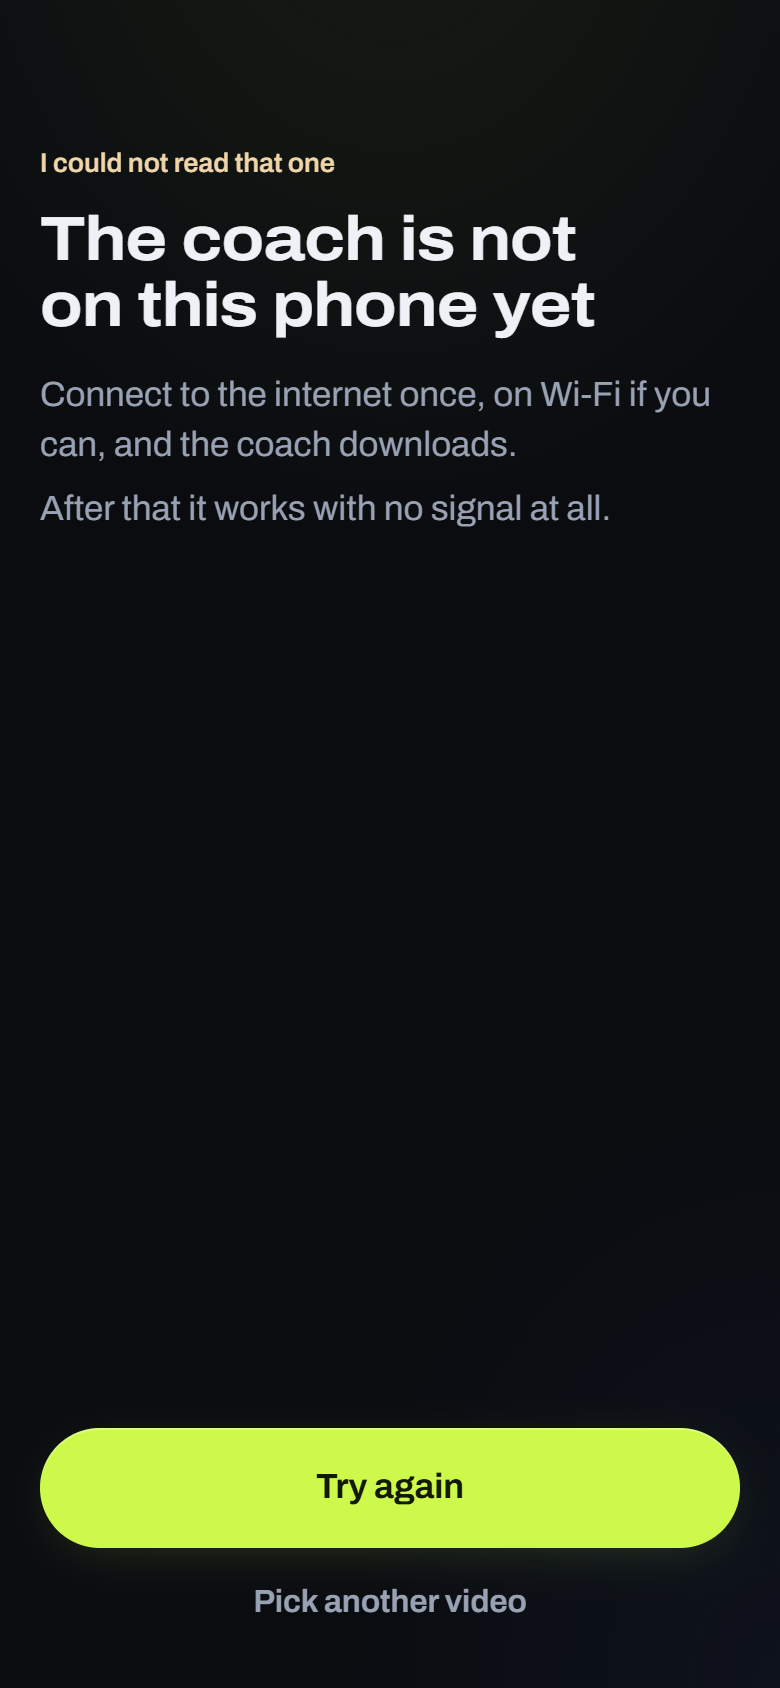 I could not read that one
The coach is not
on this phone yet
Connect to the internet once, on Wi-Fi if you
can, and the coach downloads.
After that it works with no signal at all.
Try again
Pick another video